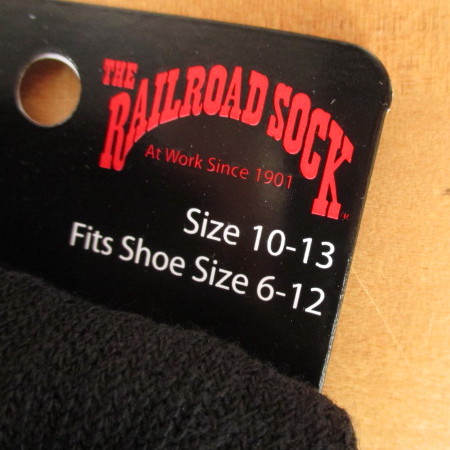 THE
RAILROAD SOCK
At Work Since 1901
Size 10-13
Fits Shoe Size 6-12